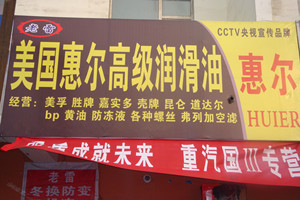 老雷
CCTV央视宣传品牌
美国惠尔高级润滑油
惠尔
HUIER
经营：美孚 胜牌 嘉实多 壳牌 昆仑 道达尔
bp 黄油 防冻液 各种螺丝 弗列加空滤
成就未来 重汽国III专营
老雷
冬换防变